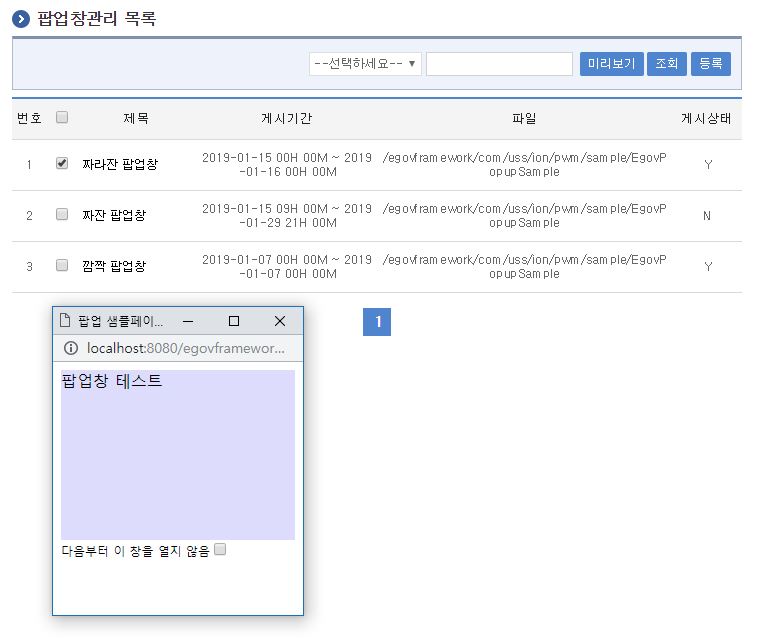 팝업창관리 목록
--선택하세요-- 미리보기 조회 등록
번호 제목 게시기간 파일 게시상태
1 짜라잔 팝업창 2019-01-15 00H 00M ~ 2019 /egovframework/com/uss/ion/pwm/sample/EgovP Y
-01-16 00H 00M opupSample
2 짜잔 팝업창 2019-01-15 09H 00M ~ 2019 /egovframework/com/uss/ion/pwm/sample/EgovP N
-01-29 21H 00M opupSample
3 깜짝 팝업창 2019-01-07 00H 00M ~ 2019 /egovframework/com/uss/ion/pwm/sample/EgovP Y
-01-07 00H 00M opupSample
1
팝업 샘플페이...
localhost:8080/egovframewor...
팝업창 테스트
다음부터 이 창을 열지 않음